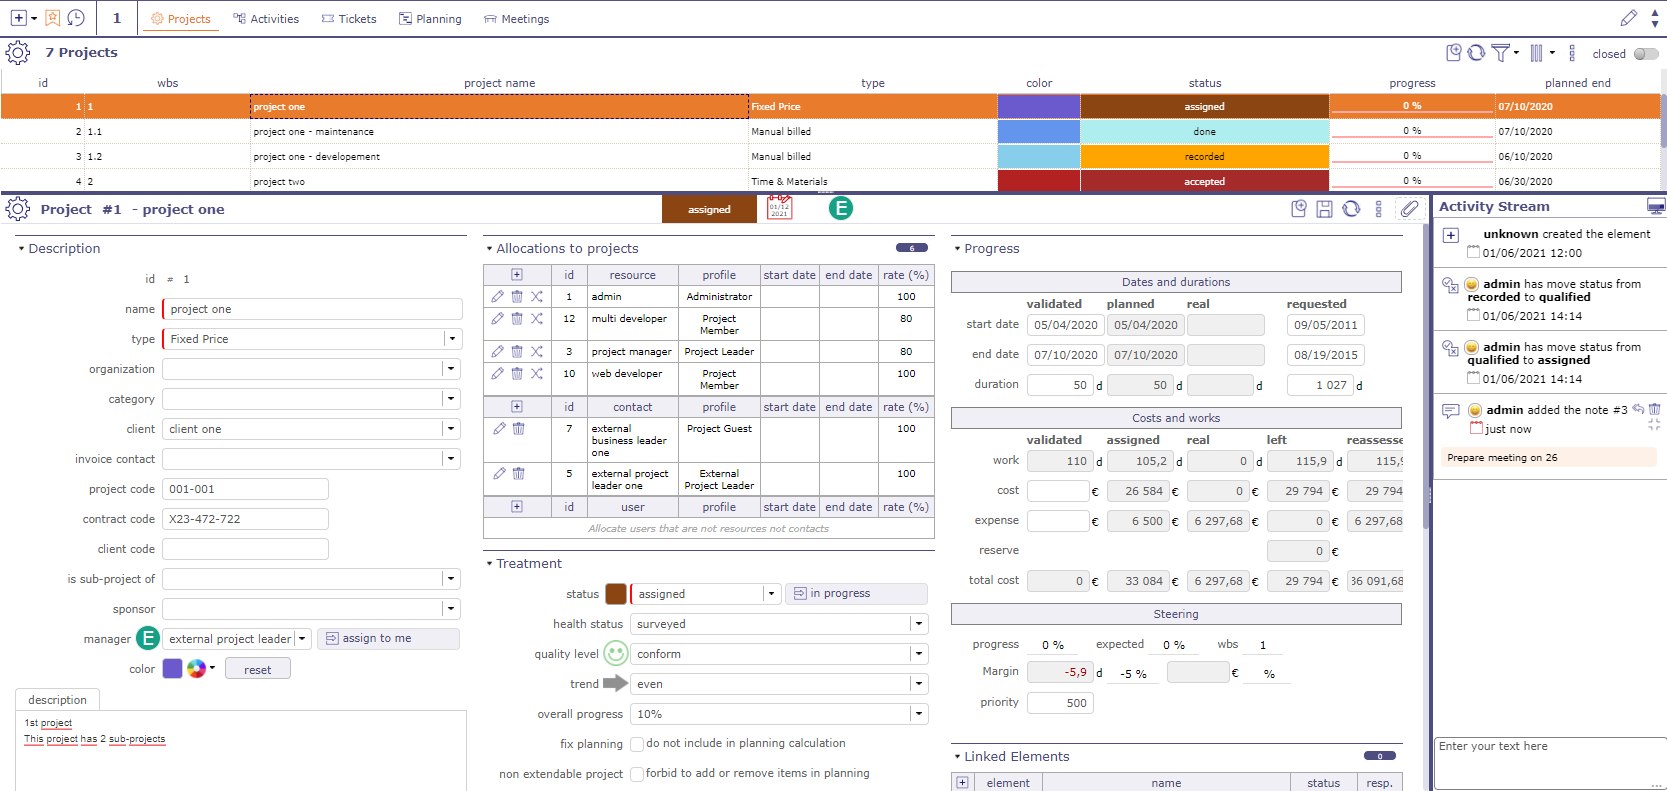 1 Projects Activities Tickets Planning Meetings
7 Projects closed
id wbs project name type color status progress planned end
1 1 project one Fixed Price assigned 0 % 07/10/2020
2 1.1 project one - maintenance Manual billed done 0 % 07/10/2020
3 1.2 project one - developement Manual billed recorded 0 % 06/10/2020
4 2 project two Time & Materials accepted 0 % 06/30/2020
Project #1 - project one assigned 01/12 2021 E
Description
id # 1
name project one
type Fixed Price
organization
category
client client one
invoice contact
project code 001-001
contract code X23-472-722
client code
is sub-project of
sponsor
manager E external project leader assign to me
color reset
description
1st project
This project has 2 sub-projects
Allocations to projects 6
id resource profile start date end date rate (%)
1 admin Administrator 100
12 multi developer Project Member 80
3 project manager Project Leader 80
10 web developer Project Member 100
id contact profile start date end date rate (%)
7 external business leader one Project Guest 100
5 external project leader one External Project Leader 100
id user profile start date end date rate (%)
Allocate users that are not resources not contacts
Treatment
status assigned in progress
health status surveyed
quality level conform
trend even
overall progress 10%
fix planning do not include in planning calculation
non extendable project forbid to add or remove items in planning
Progress
Dates and durations
validated planned real requested
start date 05/04/2020 05/04/2020 09/05/2011
end date 07/10/2020 07/10/2020 08/19/2015
duration 50 d 50 d d 1 027 d
Costs and works
validated assigned real left reassesse
work 110 d 105,2 d 0 d 115,9 d 115,9
cost € 26 584 € 0 € 29 794 € 29 794
expense € 6 500 € 6 297,68 € 0 € 6 297,68
reserve 0 €
total cost 0 € 33 084 € 6 297,68 € 29 794 € 36 091,68
Steering
progress 0 % expected 0 % wbs 1
Margin -5,9 d -5 % € %
priority 500
Linked Elements 0
element name status resp.
Activity Stream
unknown created the element
01/06/2021 12:00
admin has move status from
recorded to qualified
01/06/2021 14:14
admin has move status from
qualified to assigned
01/06/2021 14:14
admin added the note #3
just now
Prepare meeting on 26
Enter your text here